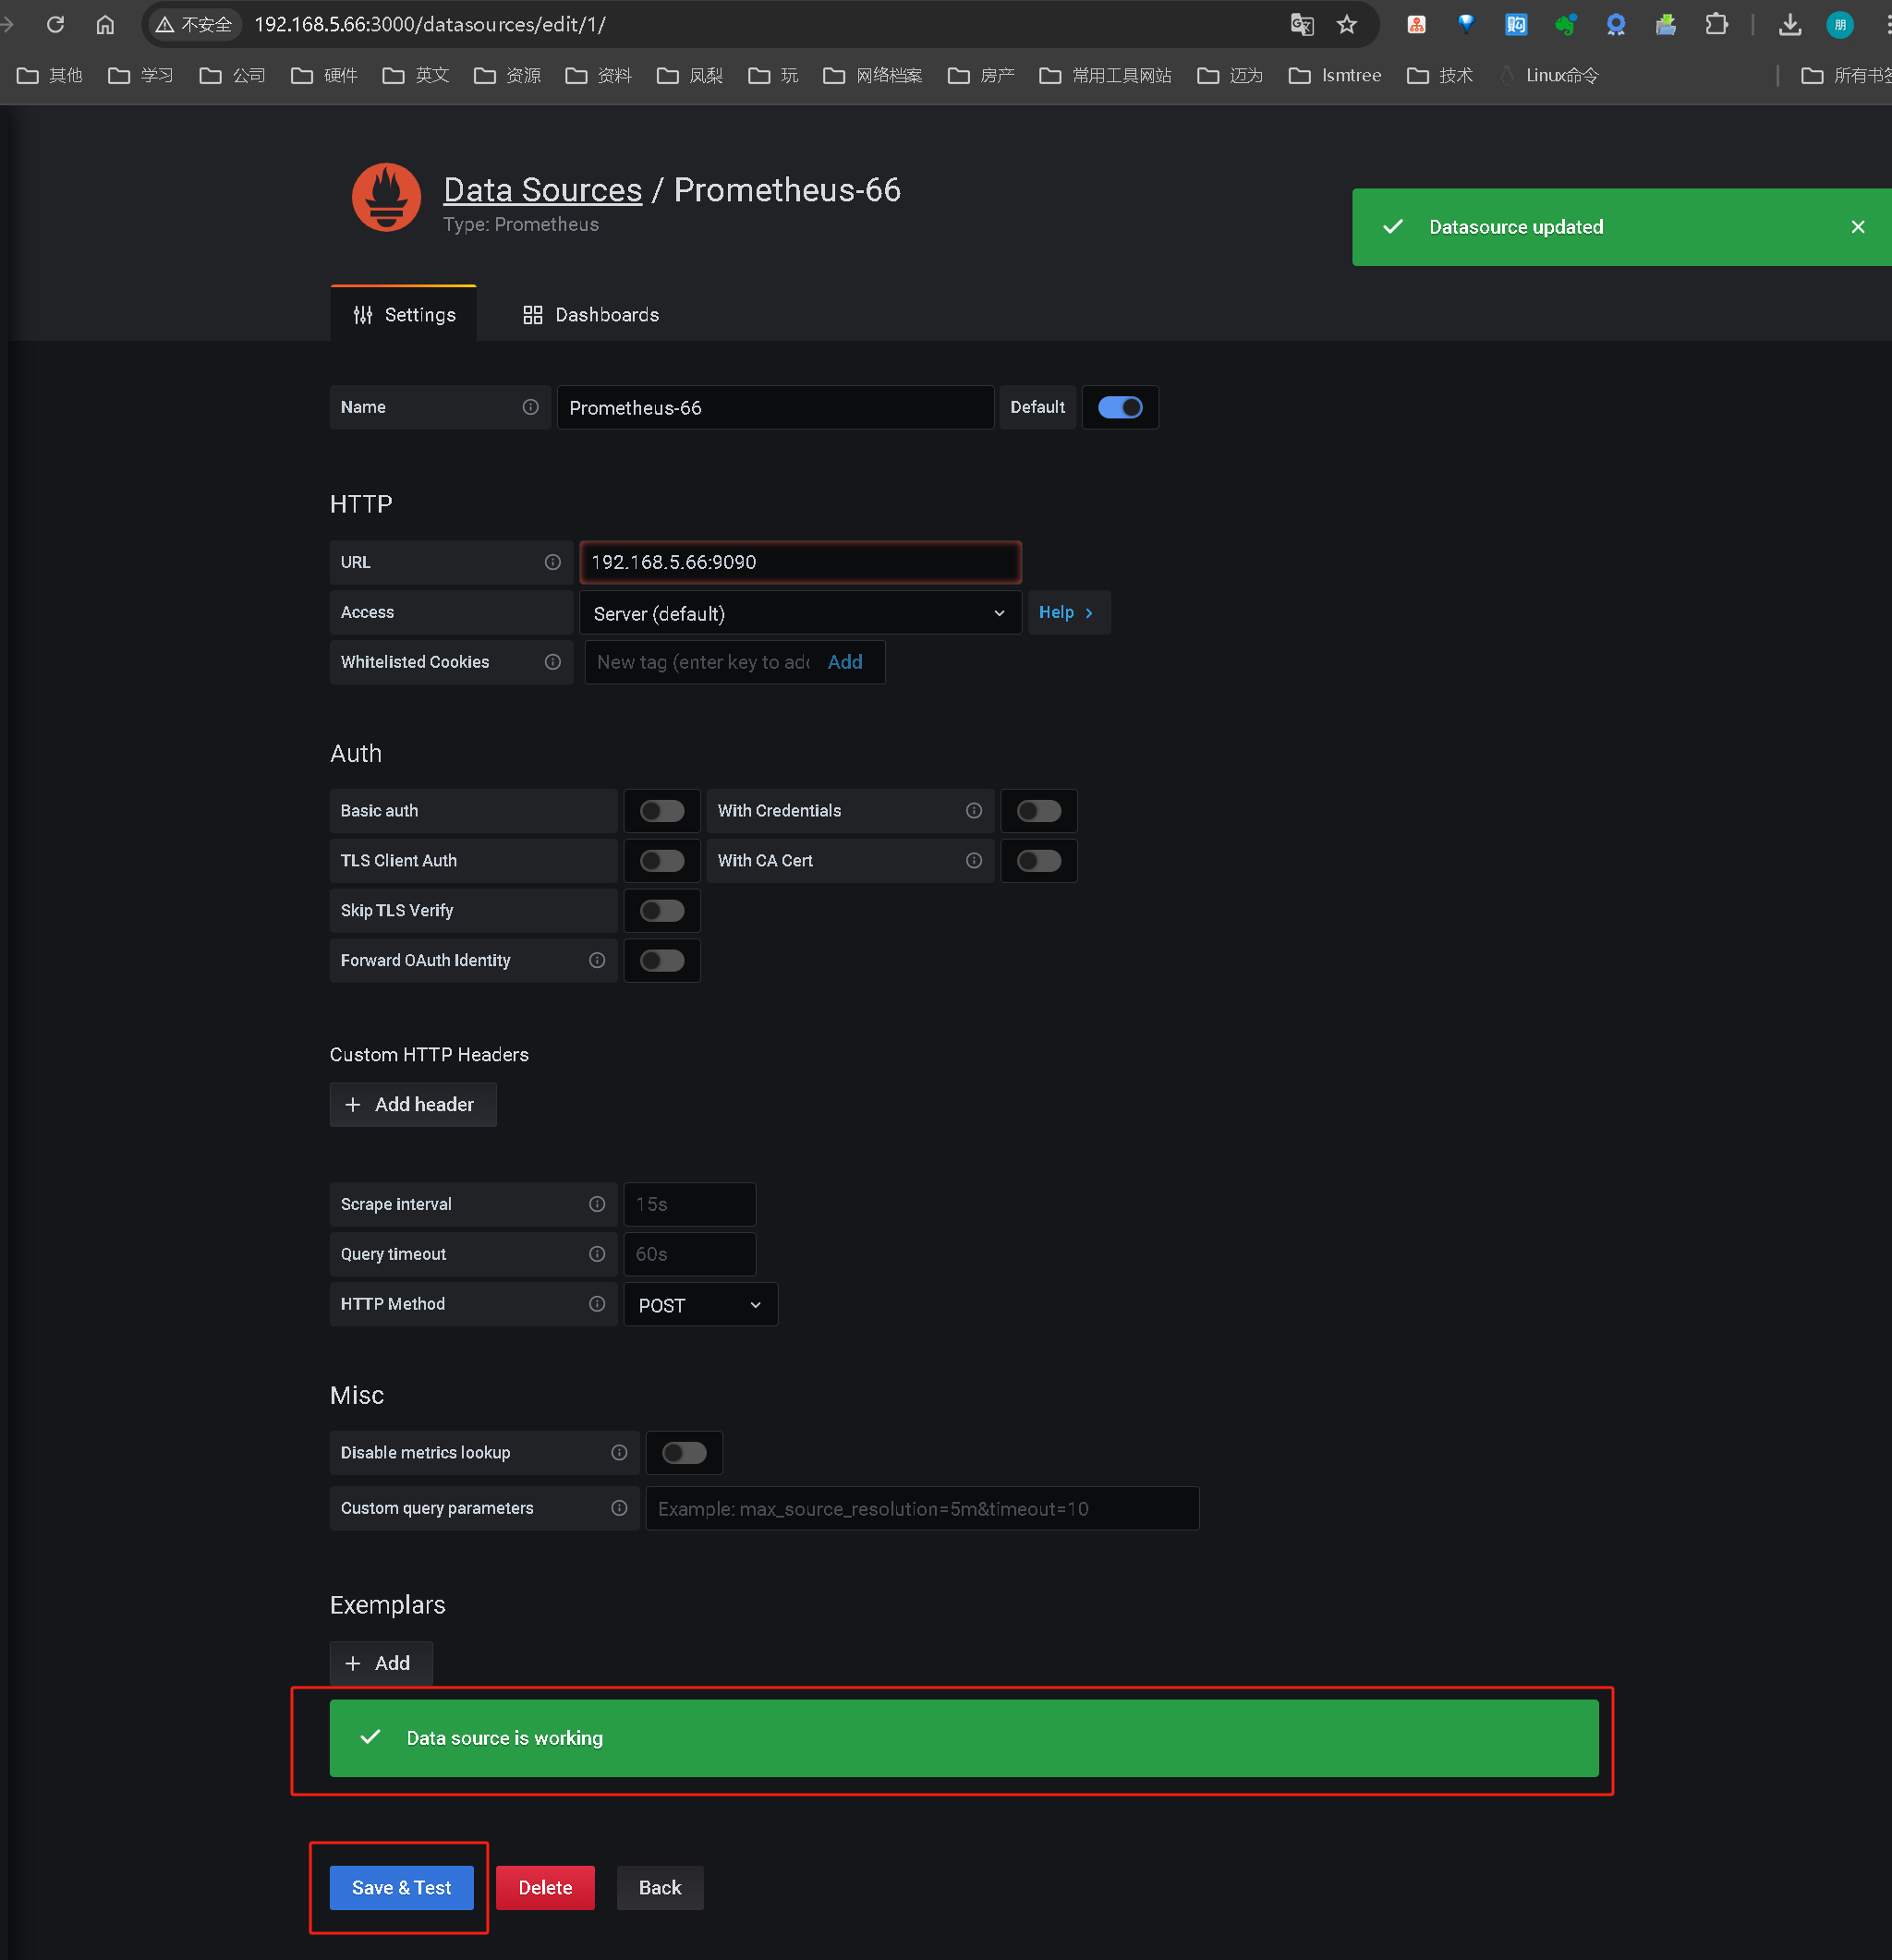 不安全 192.168.5.66:3000/datasources/edit/1/ 购 朋
其他 学习 公司 硬件 英文 资源 资料 凤梨 玩 网络档案 房产 常用工具网站 迈为 lsmtree 技术 Linux命令
Data Sources / Prometheus-66
Type: Prometheus
Datasource updated
Settings Dashboards
Name Prometheus-66 Default
HTTP
URL 192.168.5.66:9090
Access Server (default) Help
Whitelisted Cookies New tag (enter key to add Add
Auth
Basic auth With Credentials
TLS Client Auth With CA Cert
Skip TLS Verify
Forward OAuth Identity
Custom HTTP Headers
Add header
Scrape interval 15s
Query timeout 60s
HTTP Method POST
Misc
Disable metrics lookup
Custom query parameters Example: max_source_resolution=5m&timeout=10
Exemplars
Add
Data source is working
Save & Test Delete Back